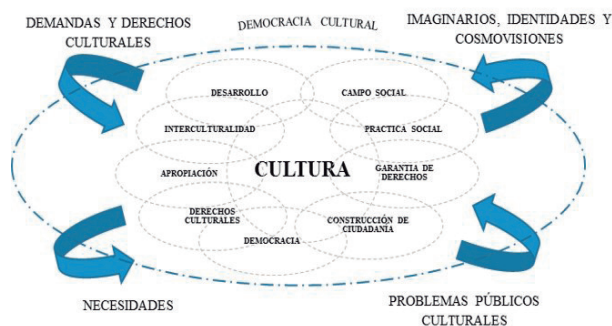 DEMANDAS Y DERECHOS
CULTURALES
DEMOCRACIA CULTURAL
IMAGINARIOS, IDENTIDADES Y
COSMOVISIONES
DESARROLLO
CAMPO SOCIAL
INTERCULTURALIDAD
PRACTICA SOCIAL
APROPIACIÓN
CULTURA
GARANTIA DE
DERECHOS
DERECHOS
CULTURALES
CONSTRUCCIÓN DE
CIUDADANÍA
DEMOCRACIA
NECESIDADES
PROBLEMAS PÚBLICOS
CULTURALES